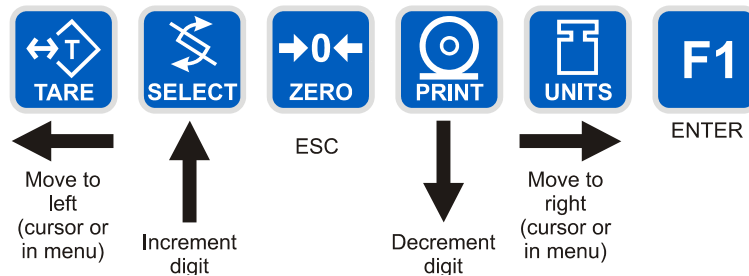 T
TARE
SELECT
→0←
ZERO
PRINT
UNITS
F1
ESC
ENTER
Move to
left
(cursor or
in menu)
Increment
digit
Decrement
digit
Move to
right
(cursor or
in menu)